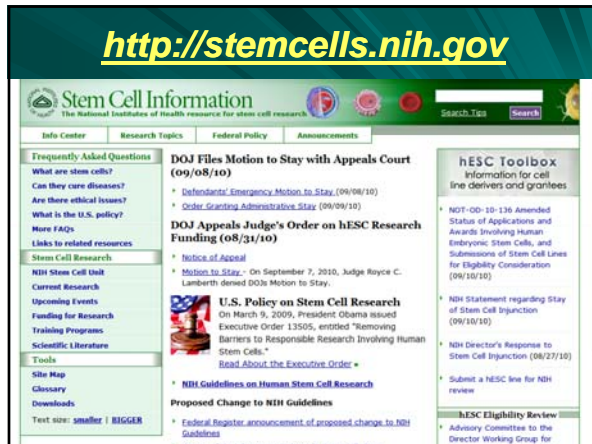 http://stemcells.nih.gov
Stem Cell Information
The National Institutes of Health resource for stem cell research
Search Tips
Search
Info Center
Research Topics
Federal Policy
Announcements
Frequently Asked Questions
What are stem cells?
Can they cure diseases?
Are there ethical issues?
What is the U.S. policy?
More FAQs
Links to related resources
Stem Cell Research
NIH Stem Cell Unit
Current Research
Upcoming Events
Funding for Research
Training Programs
Scientific Literature
Tools
Site Map
Glossary
Downloads
Text size: smaller | BIGGER
DOJ Files Motion to Stay with Appeals Court
(09/08/10)
Defendants' Emergency Motion to Stay (09/08/10)
Order Granting Administrative Stay (09/09/10)
DOJ Appeals Judge's Order on hESC Research
Funding (08/31/10)
Notice of Appeal
Motion to Stay - On September 7, 2010, Judge Royce C.
Lamberth denied DOJs Motion to Stay.
U.S. Policy on Stem Cell Research
On March 9, 2009, President Obama issued
Executive Order 13505, entitled "Removing
Barriers to Responsible Research Involving Human
Stem Cells."
Read About the Executive Order
NIH Guidelines on Human Stem Cell Research
Proposed Change to NIH Guidelines
Federal Register announcement of proposed change to NIH
Guidelines
hESC Toolbox
Information for cell
line derivers and grantees
NOT-OD-10-136 Amended
Status of Applications and
Awards Involving Human
Embryonic Stem Cells, and
Submissions of Stem Cell Lines
for Eligibility Consideration
(09/10/10)
NIH Statement regarding Stay
of Stem Cell Injunction
(09/10/10)
NIH Director's Response to
Stem Cell Injunction (08/27/10)
Submit a hESC line for NIH
review
hESC Eligibility Review
Advisory Committee to the
Director Working Group for